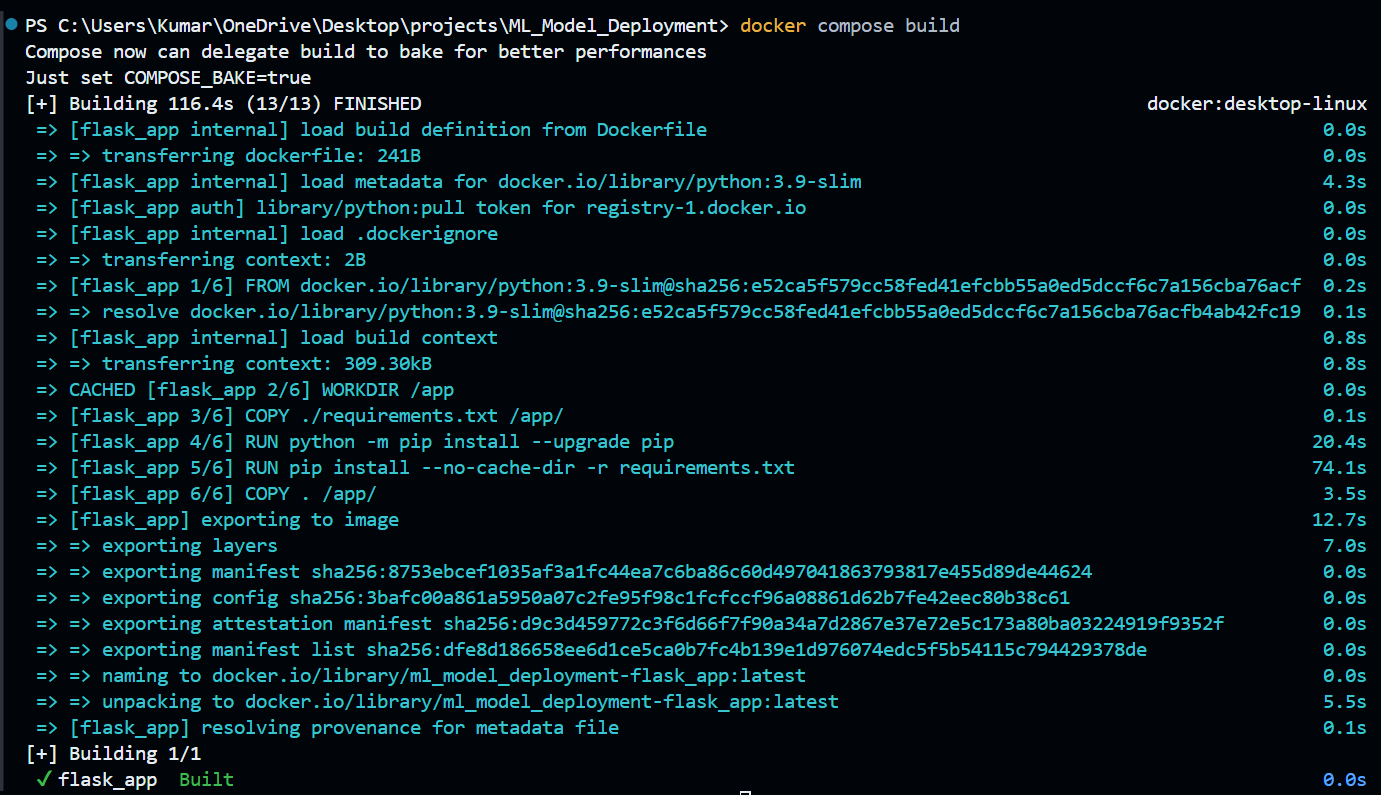 PS C:\Users\Kumar\OneDrive\Desktop\projects\ML_Model_Deployment> docker compose build
Compose now can delegate build to bake for better performances
Just set COMPOSE_BAKE=true
[+] Building 116.4s (13/13) FINISHED docker:desktop-linux
=> [flask_app internal] load build definition from Dockerfile 0.0s
=> => transferring dockerfile: 241B 0.0s
=> [flask_app internal] load metadata for docker.io/library/python:3.9-slim 4.3s
=> [flask_app auth] library/python:pull token for registry-1.docker.io 0.0s
=> [flask_app internal] load .dockerignore 0.0s
=> => transferring context: 2B 0.0s
=> [flask_app 1/6] FROM docker.io/library/python:3.9-slim@sha256:e52ca5f579cc58fed41efcbb55a0ed5dccf6c7a156cba76acf 0.2s
=> => resolve docker.io/library/python:3.9-slim@sha256:e52ca5f579cc58fed41efcbb55a0ed5dccf6c7a156cba76acfb4ab42fc19 0.1s
=> [flask_app internal] load build context 0.8s
=> => transferring context: 309.30kB 0.8s
=> CACHED [flask_app 2/6] WORKDIR /app 0.0s
=> [flask_app 3/6] COPY ./requirements.txt /app/ 0.1s
=> [flask_app 4/6] RUN python -m pip install --upgrade pip 20.4s
=> [flask_app 5/6] RUN pip install --no-cache-dir -r requirements.txt 74.1s
=> [flask_app 6/6] COPY . /app/ 3.5s
=> [flask_app] exporting to image 12.7s
=> => exporting layers 7.0s
=> => exporting manifest sha256:8753ebcef1035af3a1fc44ea7c6ba86c60d497041863793817e455d89de44624 0.0s
=> => exporting config sha256:3bafc00a861a5950a07c2fe95f98c1fcfccf96a08861d62b7fe42eec80b38c61 0.0s
=> => exporting attestation manifest sha256:d9c3d459772c3f6d66f7f90a34a7d2867e37e72e5c173a80ba03224919f9352f 0.0s
=> => exporting manifest list sha256:dfe8d186658ee6d1ce5ca0b7fc4b139e1d976074edc5f5b54115c794429378de 0.0s
=> => naming to docker.io/library/ml_model_deployment-flask_app:latest 0.0s
=> => unpacking to docker.io/library/ml_model_deployment-flask_app:latest 5.5s
=> [flask_app] resolving provenance for metadata file 0.1s
[+] Building 1/1
✓ flask_app Built 0.0s